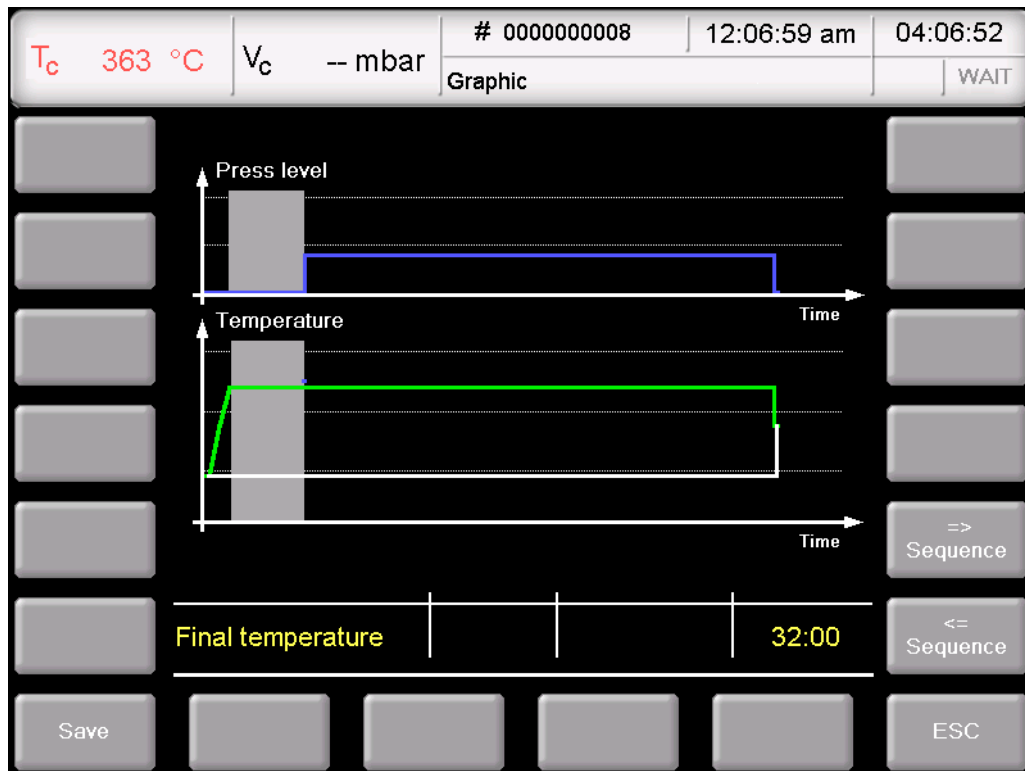 Tc 363 °C
Vc -- mbar
# 0000000008
12:06:59 am
04:06:52
Graphic
WAIT
Press level
Time
Temperature
Time
=>
Sequence
Final temperature 32:00
<=
Sequence
Save
ESC